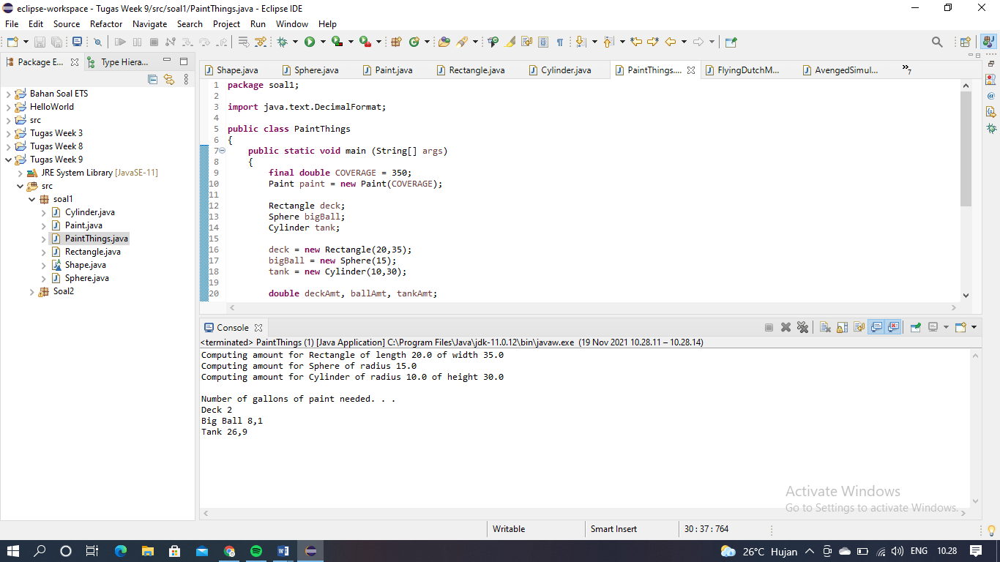 eclipse-workspace - Tugas Week 9/src/soal1/PaintThings.java - Eclipse IDE
File Edit Source Refactor Navigate Search Project Run Window Help
Package E... Type Hiera...
Bahan Soal ETS
HelloWorld
src
Tugas Week 3
Tugas Week 8
Tugas Week 9
JRE System Library [JavaSE-11]
src
soal1
Cylinder.java
Paint.java
PaintThings.java
Rectangle.java
Shape.java
Sphere.java
Soal2
Shape.java Sphere.java Paint.java Rectangle.java Cylinder.java PaintThings.... FlyingDutchM... AvengedSimul... »7
1 package soal1;
2
3 import java.text.DecimalFormat;
4
5 public class PaintThings
6 {
7 public static void main (String[] args)
8 {
9 final double COVERAGE = 350;
10 Paint paint = new Paint(COVERAGE);
11
12 Rectangle deck;
13 Sphere bigBall;
14 Cylinder tank;
15
16 deck = new Rectangle(20,35);
17 bigBall = new Sphere(15);
18 tank = new Cylinder(10,30);
19
20 double deckAmt, ballAmt, tankAmt;
Console
<terminated> PaintThings (1) [Java Application] C:\Program Files\Java\jdk-11.0.12\bin\javaw.exe (19 Nov 2021 10.28.11 – 10.28.14)
Computing amount for Rectangle of length 20.0 of width 35.0
Computing amount for Sphere of radius 15.0
Computing amount for Cylinder of radius 10.0 of height 30.0
Number of gallons of paint needed. . .
Deck 2
Big Ball 8,1
Tank 26,9
Activate Windows
Go to Settings to activate Windows.
Writable Smart Insert 30 : 37 : 764
26°C Hujan ENG 10.28